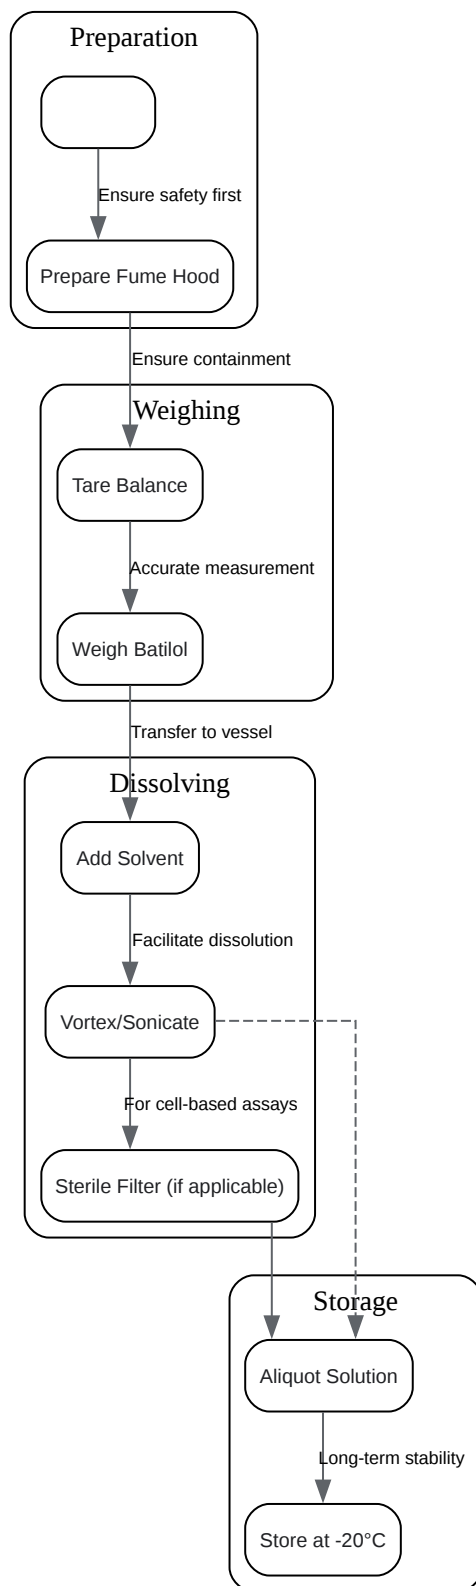 Preparation
Ensure safety first
Prepare Fume Hood
Ensure containment
Weighing
Tare Balance
Accurate measurement
Weigh Batilol
Transfer to vessel
Dissolving
Add Solvent
Facilitate dissolution
Vortex/Sonicate
For cell-based assays
Sterile Filter (if applicable)
Storage
Aliquot Solution
Long-term stability
Store at -20°C